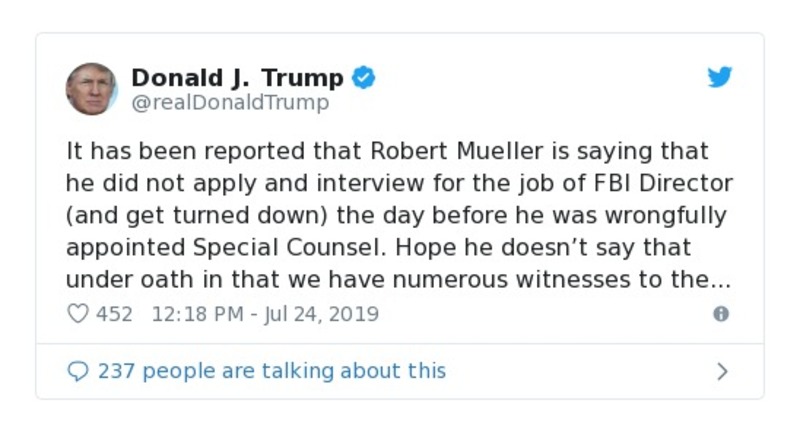 Donald J. Trump
@realDonaldTrump
It has been reported that Robert Mueller is saying that
he did not apply and interview for the job of FBI Director
(and get turned down) the day before he was wrongfully
appointed Special Counsel. Hope he doesn’t say that
under oath in that we have numerous witnesses to the...
452 12:18 PM - Jul 24, 2019
237 people are talking about this